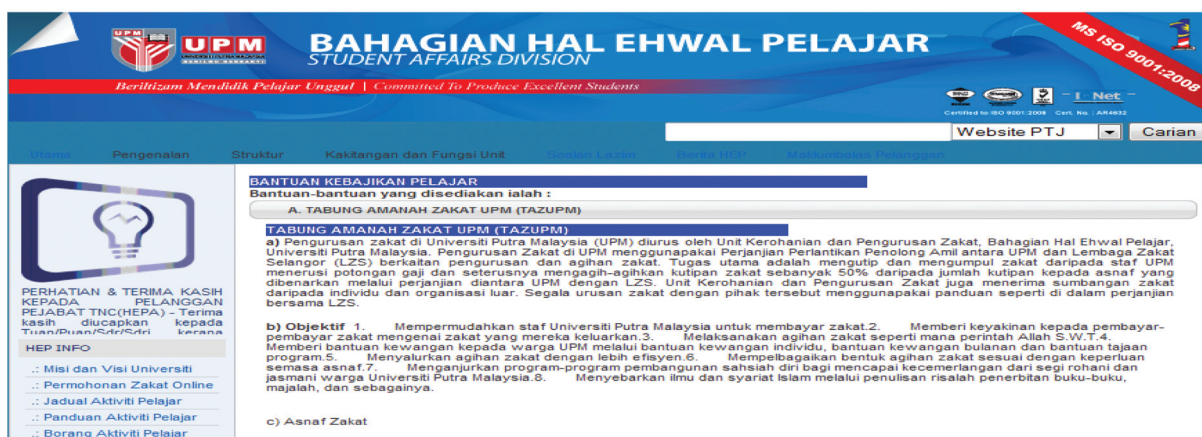 UPM
UPM
BAHAGIAN HAL EHWAL PELAJAR
STUDENT AFFAIRS DIVISION
MS ISO 9001:2008
1
Beriltizam Mendidik Pelajar Unggul | Committed To Produce Excellent Students
Net
Certified to ISO 9001:2008 Cert. No. : AR4632
Website PTJ
Carian
Utama Pengenalan Struktur Kakitangan dan Fungsi Unit Soalan Lazim Berita HEP Maklumbalas Pelanggan
BANTUAN KEBAJIKAN PELAJAR
Bantuan-bantuan yang disediakan ialah :
A. TABUNG AMANAH ZAKAT UPM (TAZUPM)
TABUNG AMANAH ZAKAT UPM (TAZUPM)
a) Pengurusan zakat di Universiti Putra Malaysia (UPM) diurus oleh Unit Kerohanian dan Pengurusan Zakat, Bahagian Hal Ehwal Pelajar,
Universiti Putra Malaysia. Pengurusan Zakat di UPM menggunapakai Perjanjian Perlantikan Penolong Amil antara UPM dan Lembaga Zakat
Selangor (LZS) berkaitan pengurusan dan agihan zakat. Tugas utama adalah mengutip dan mengumpul zakat daripada staf UPM
menerusi potongan gaji dan seterusnya mengagih-agihkan kutipan zakat sebanyak 50% daripada jumlah kutipan kepada asnaf yang
dibenarkan melalui perjanjian diantara UPM dengan LZS. Unit Kerohanian dan Pengurusan Zakat juga menerima sumbangan zakat
daripada individu dan organisasi luar. Segala urusan zakat dengan pihak tersebut menggunapakai panduan seperti di dalam perjanjian
bersama LZS.
b) Objektif 1. Mempermudahkan staf Universiti Putra Malaysia untuk membayar zakat.2. Memberi keyakinan kepada pembayar-
pembayar zakat mengenai zakat yang mereka keluarkan.3. Melaksanakan agihan zakat seperti mana perintah Allah S.W.T.4.
Memberi bantuan kewangan kepada warga UPM melalui bantuan kewangan individu, bantuan kewangan bulanan dan bantuan tajaan
program.5. Menyalurkan agihan zakat dengan lebih efisyen.6. Mempelbagaikan bentuk agihan zakat sesuai dengan keperluan
semasa asnaf.7. Menganjurkan program-program pembangunan sahsiah diri bagi mencapai kecemerlangan dari segi rohani dan
jasmani warga Universiti Putra Malaysia.8. Menyebarkan ilmu dan syariat Islam melalui penulisan risalah penerbitan buku-buku,
majalah, dan sebagainya.
c) Asnaf Zakat
PERHATIAN & TERIMA KASIH
KEPADA PELANGGAN
PEJABAT TNC(HEPA) - Terima
kasih diucapkan kepada
Tuan/Puan/Sdr/Sdri kerana
HEP INFO
.: Misi dan Visi Universiti
.: Permohonan Zakat Online
.: Jadual Aktiviti Pelajar
.: Panduan Aktiviti Pelajar
.: Borang Aktiviti Pelajar